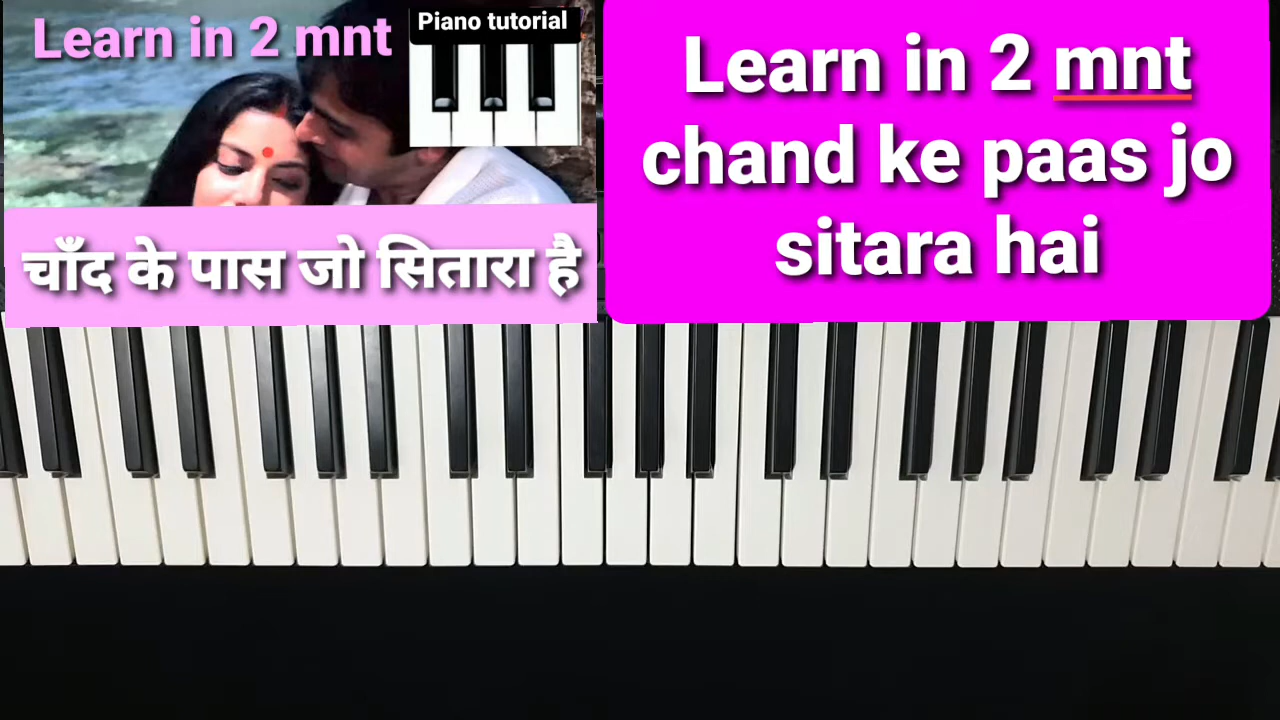 Learn in 2 mnt
Piano tutorial
चाँद के पास जो सितारा है
Learn in 2 mnt
chand ke paas jo
sitara hai